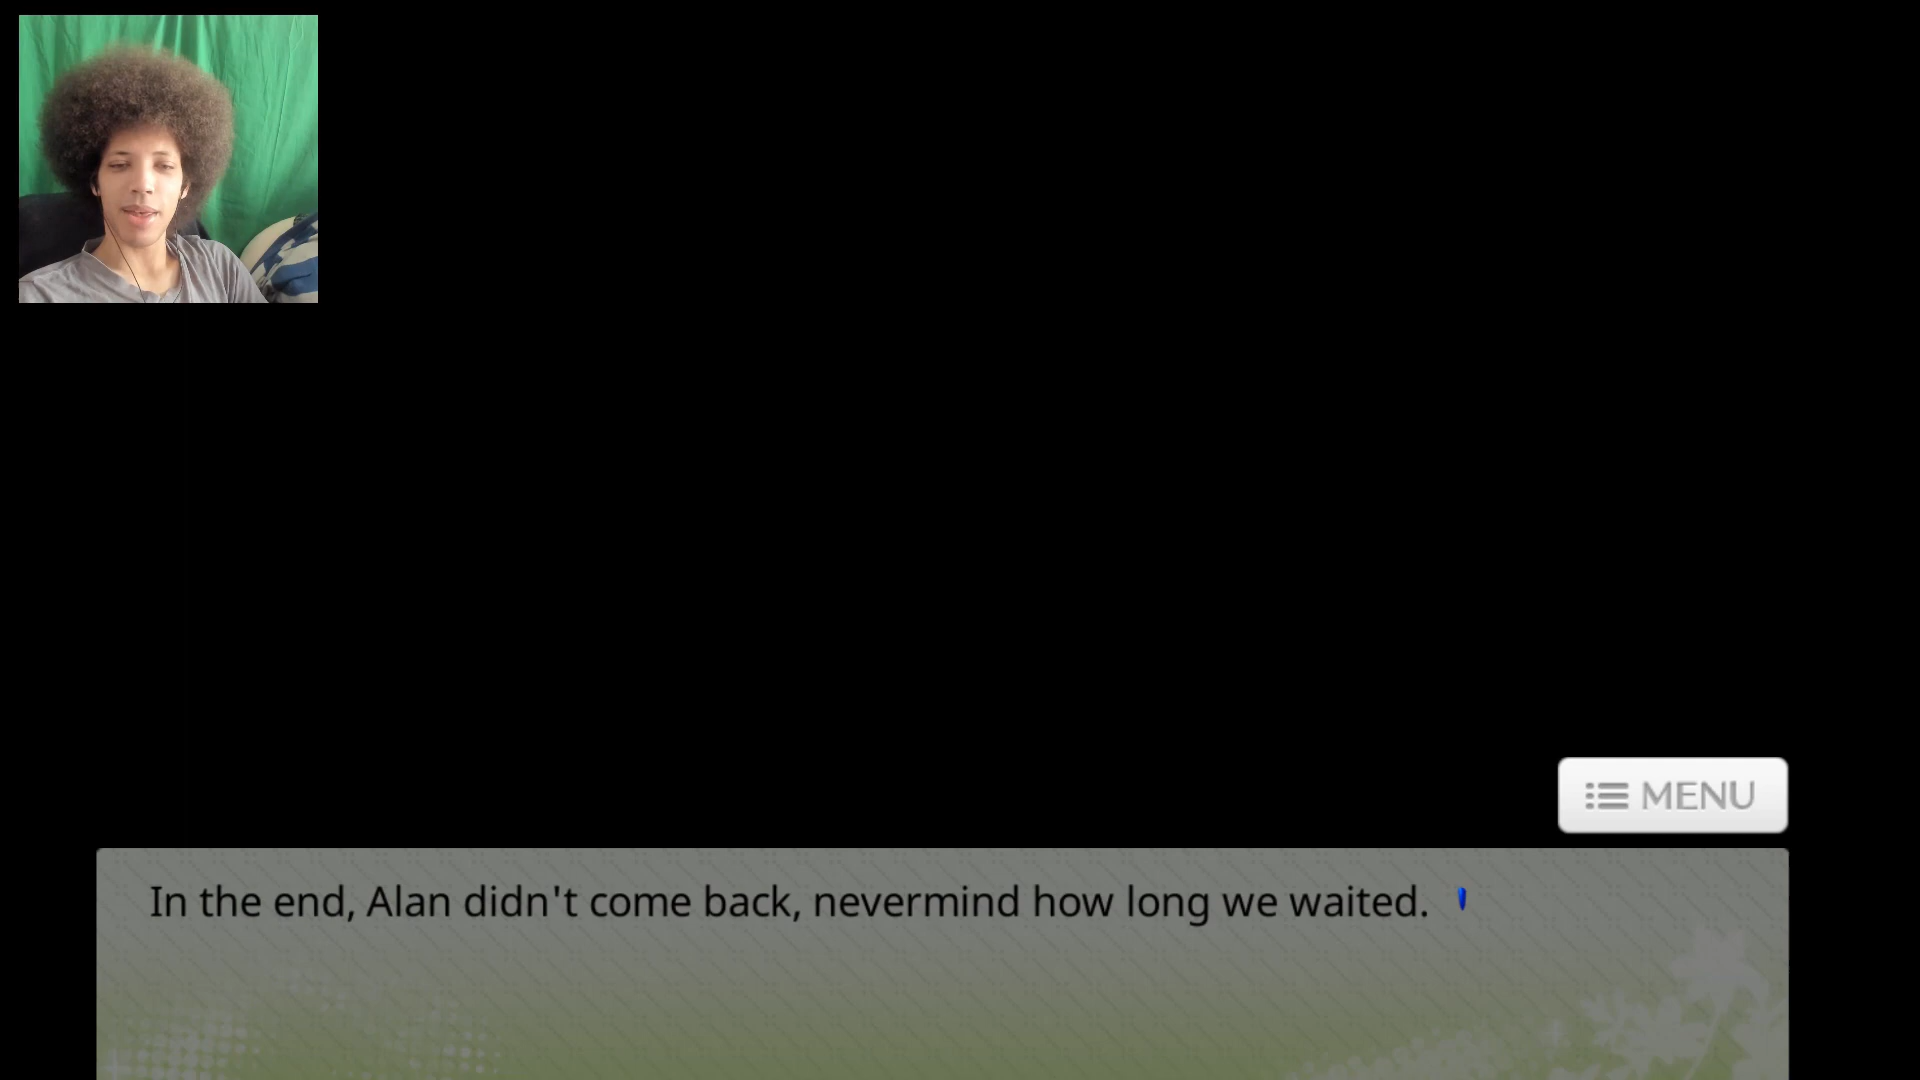 MENU
In the end, Alan didn't come back, nevermind how long we waited.